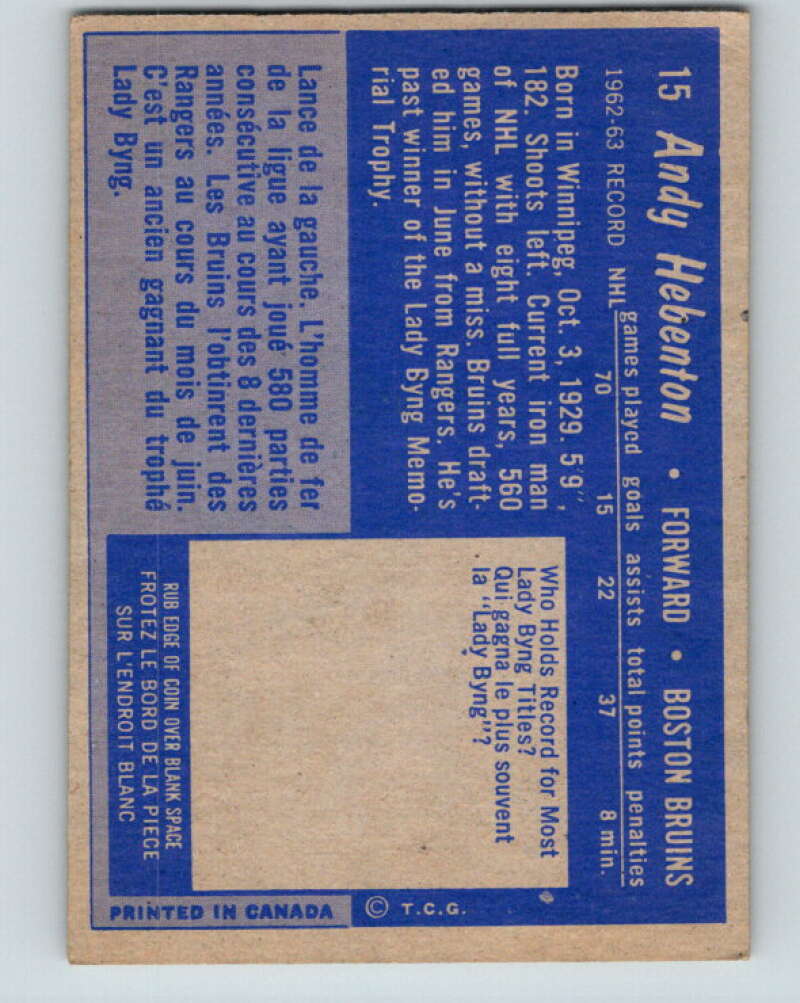 15 Andy Hebenton • FORWARD • BOSTON BRUINS
games played goals assists total points penalties
1962-63 RECORD NHL 70 15 22 37 8 min.
Born in Winnipeg, Oct. 3, 1929. 5'9",
182. Shoots left. Current iron man
of NHL with eight full years, 560
games, without a miss. Bruins draft-
ed him in June from Rangers. He's
past winner of the Lady Byng Memo-
rial Trophy.
Lance de la gauche. L'homme de fer
de la ligue ayant joué 580 parties
consécutive au cours des 8 dernières
années. Les Bruins l'obtinrent des
Rangers au cours du mois de juin.
C'est un ancien gagnant du trophé
Lady Byng.
Who Holds Record for Most
Lady Byng Titles?
Qui gagna le plus souvent
la "Lady Byng"?
RUB EDGE OF COIN OVER BLANK SPACE
FROTEZ LE BORD DE LA PIECE
SUR L'ENDROIT BLANC
PRINTED IN CANADA © T.C.G.